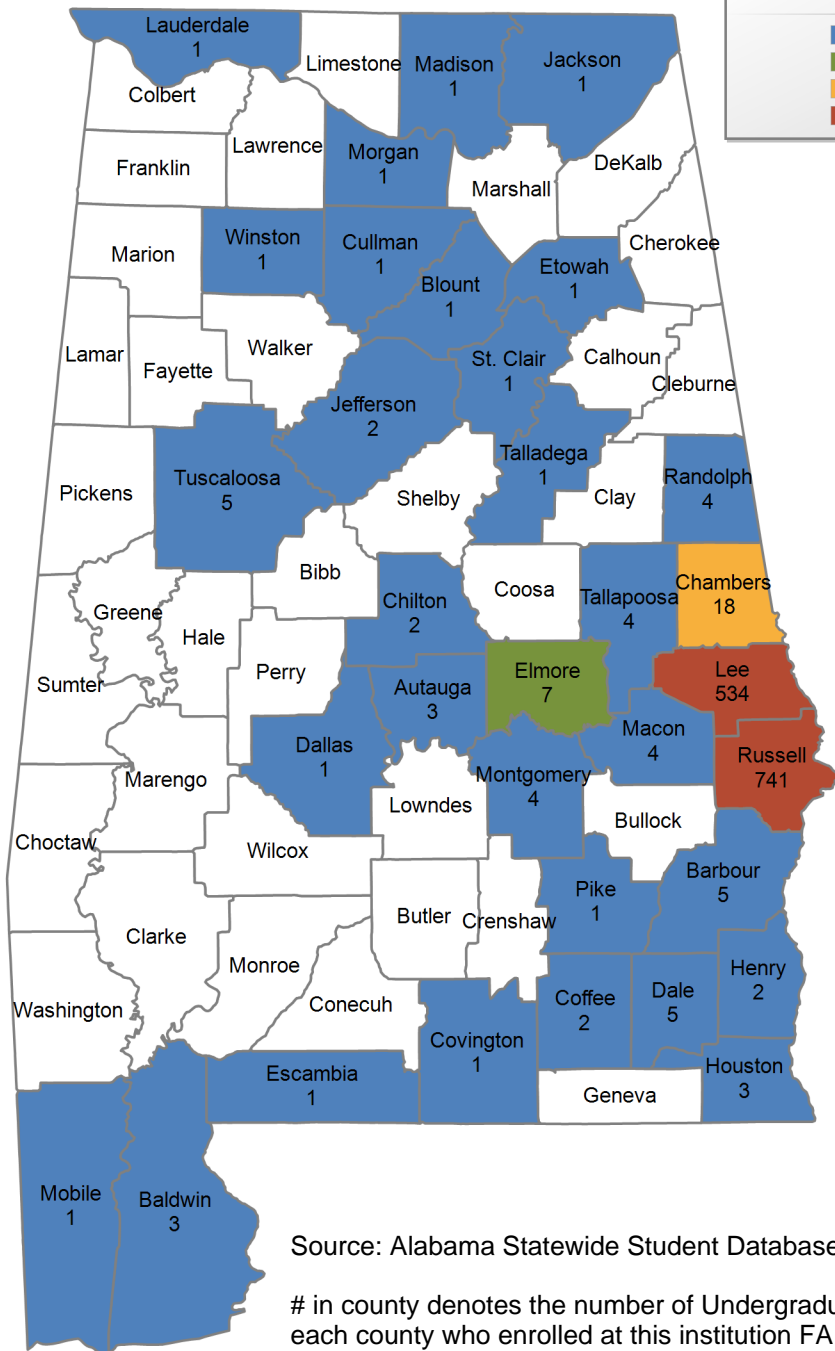 Lauderdale
1
Limestone
Madison
1
Jackson
1
Colbert
Lawrence
Morgan
1
Franklin
Marshall
DeKalb
Marion
Winston
1
Cullman
1
Blount
1
Etowah
1
Cherokee
Lamar
Fayette
Walker
St. Clair
1
Calhoun
Cleburne
Jefferson
2
Talladega
1
Pickens
Tuscaloosa
5
Shelby
Clay
Randolph
4
Bibb
Coosa
Chilton
2
Tallapoosa
4
Chambers
18
Greene
Hale
Perry
Sumter
Autauga
3
Elmore
7
Lee
534
Dallas
1
Macon
4
Russell
741
Marengo
Montgomery
4
Lowndes
Bullock
Choctaw
Wilcox
Barbour
5
Pike
1
Butler
Crenshaw
Clarke
Monroe
Henry
2
Washington
Conecuh
Coffee
2
Dale
5
Covington
1
Escambia
1
Houston
3
Geneva
Mobile
1
Baldwin
3
Source: Alabama Statewide Student Database
# in county denotes the number of Undergradu
each county who enrolled at this institution FA